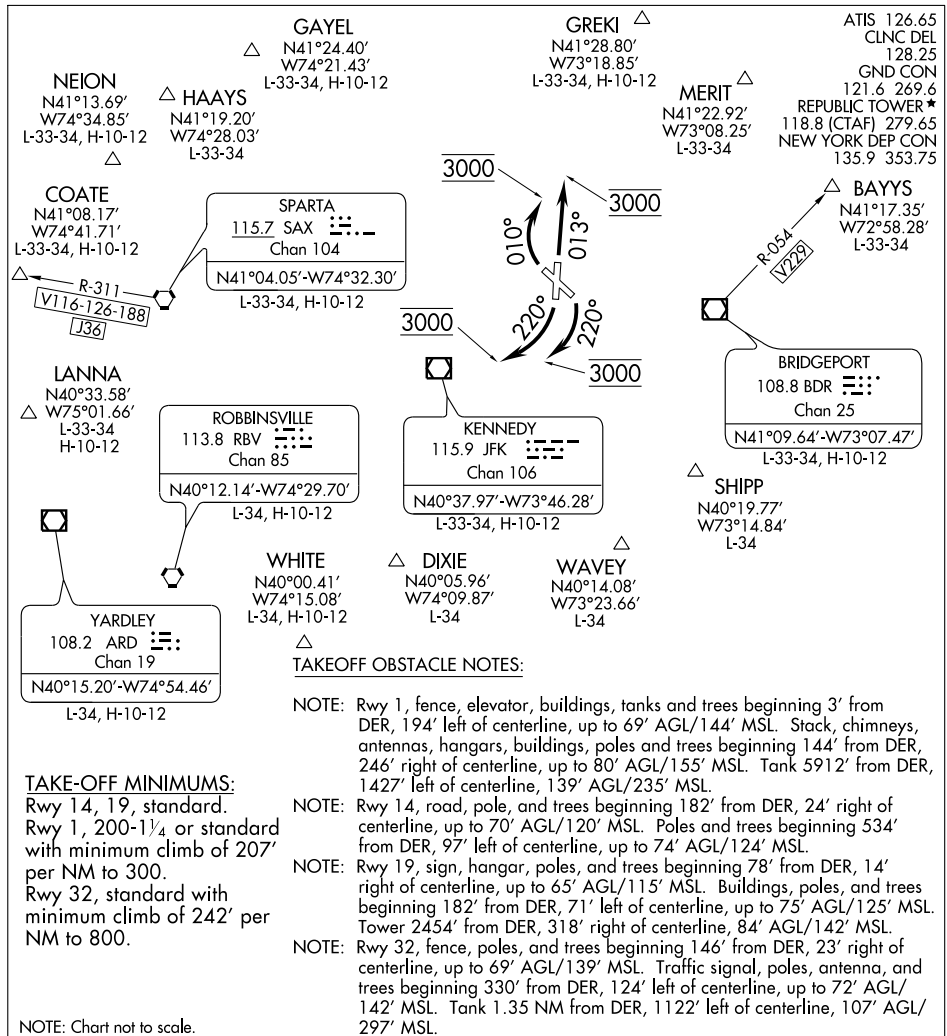 GAYEL
N41°24.40'
W74°21.43'
L-33-34, H-10-12
GREKI
N41°28.80'
W73°18.85'
L-33-34, H-10-12
ATIS 126.65
CLNC DEL
128.25
GND CON
121.6 269.6
REPUBLIC TOWER★
118.8 (CTAF) 279.65
NEW YORK DEP CON
135.9 353.75
NEION
N41°13.69'
W74°34.85'
L-33-34, H-10-12
HAAYS
N41°19.20'
W74°28.03'
L-33-34
MERIT
N41°22.92'
W73°08.25'
L-33-34
COATE
N41°08.17'
W74°41.71'
L-33-34, H-10-12
SPARTA
115.7 SAX
Chan 104
N41°04.05'-W74°32.30'
L-33-34, H-10-12
R-311
V116-126-188
J36
3000
3000
010°
013°
220°
220°
3000
3000
BAYYS
N41°17.35'
W72°58.28'
L-33-34
R-054
V229
BRIDGEPORT
108.8 BDR
Chan 25
N41°09.64'-W73°07.47'
L-33-34, H-10-12
LANNA
N40°33.58'
W75°01.66'
L-33-34
H-10-12
ROBBINSVILLE
113.8 RBV
Chan 85
N40°12.14'-W74°29.70'
L-34, H-10-12
KENNEDY
115.9 JFK
Chan 106
N40°37.97'-W73°46.28'
L-33-34, H-10-12
SHIPP
N40°19.77'
W73°14.84'
L-34
YARDLEY
108.2 ARD
Chan 19
N40°15.20'-W74°54.46'
L-34, H-10-12
WHITE
N40°00.41'
W74°15.08'
L-34, H-10-12
DIXIE
N40°05.96'
W74°09.87'
L-34
WAVEY
N40°14.08'
W73°23.66'
L-34
TAKE-OFF MINIMUMS:
Rwy 14, 19, standard.
Rwy 1, 200-1¼ or standard
with minimum climb of 207'
per NM to 300.
Rwy 32, standard with
minimum climb of 242' per
NM to 800.
NOTE: Chart not to scale.
TAKEOFF OBSTACLE NOTES:
NOTE: Rwy 1, fence, elevator, buildings, tanks and trees beginning 3' from
DER, 194' left of centerline, up to 69' AGL/144' MSL. Stack, chimneys,
antennas, hangars, buildings, poles and trees beginning 144' from DER,
246' right of centerline, up to 80' AGL/155' MSL. Tank 5912' from DER,
1427' left of centerline, 139' AGL/235' MSL.
NOTE: Rwy 14, road, pole, and trees beginning 182' from DER, 24' right of
centerline, up to 70' AGL/120' MSL. Poles and trees beginning 534'
from DER, 97' left of centerline, up to 74' AGL/124' MSL.
NOTE: Rwy 19, sign, hangar, poles, and trees beginning 78' from DER, 14'
right of centerline, up to 65' AGL/115' MSL. Buildings, poles, and trees
beginning 182' from DER, 71' left of centerline, up to 75' AGL/125' MSL.
Tower 2454' from DER, 318' right of centerline, 84' AGL/142' MSL.
NOTE: Rwy 32, fence, poles, and trees beginning 146' from DER, 23' right of
centerline, up to 69' AGL/139' MSL. Traffic signal, poles, antenna, and
trees beginning 330' from DER, 124' left of centerline, up to 72' AGL/
142' MSL. Tank 1.35 NM from DER, 1122' left of centerline, 107' AGL/
297' MSL.